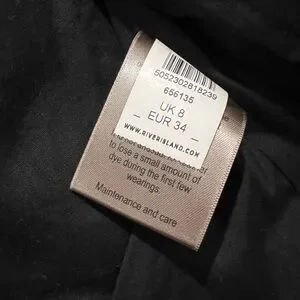 5052302818239
656135
UK 8
EUR 34
WWW.RIVERISLAND.COM
to lose a small amount of
dye during the first few
wearings.
Maintenance and care